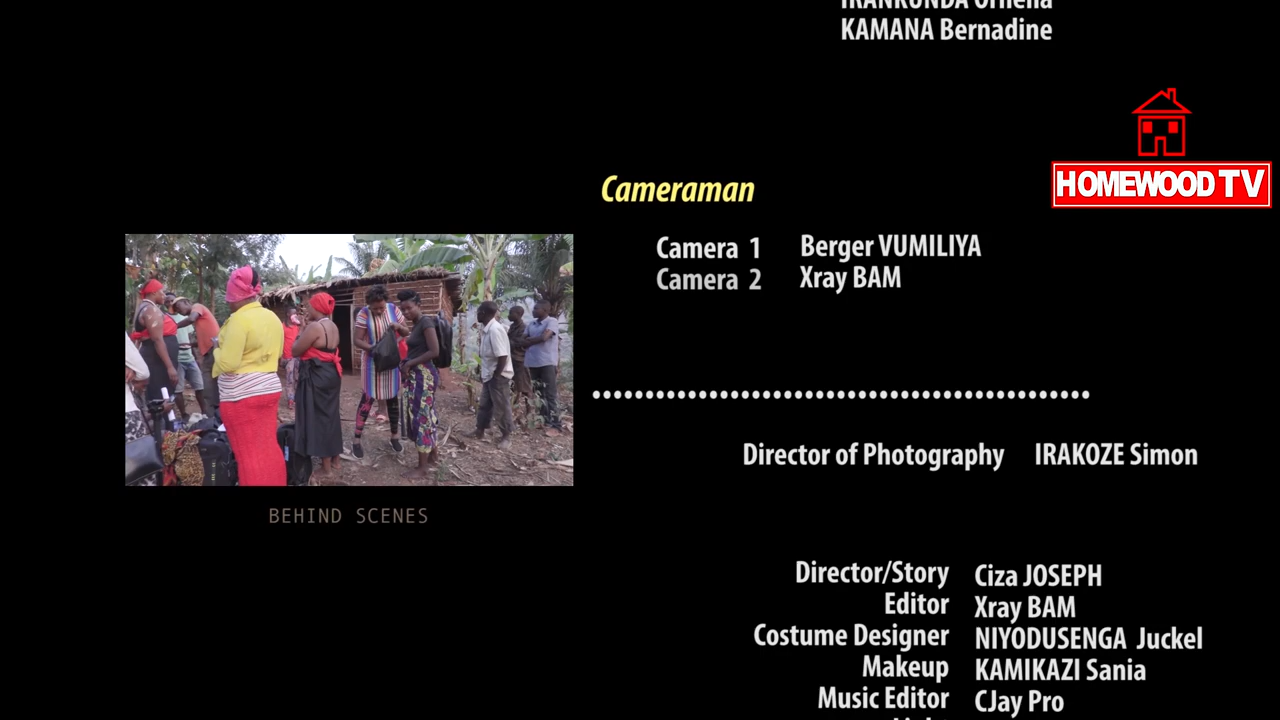 IRANKUNDA Ornella
KAMANA Bernadine
HOMEWOOD TV
Cameraman
Camera 1 Berger VUMILIYA
Camera 2 Xray BAM
Director of Photography IRAKOZE Simon
BEHIND SCENES
Director/Story Ciza JOSEPH
Editor Xray BAM
Costume Designer NIYODUSENGA Juckel
Makeup KAMIKAZI Sania
Music Editor CJay Pro